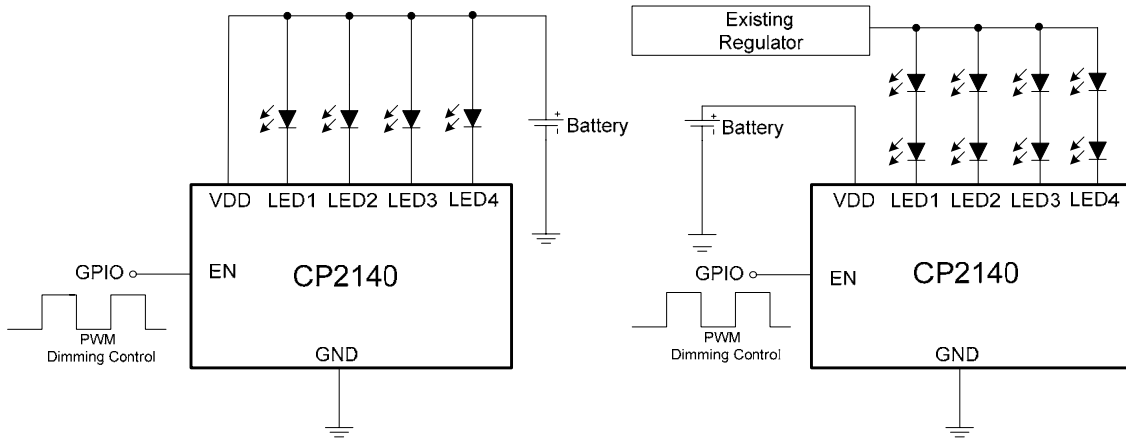 Battery
VDD LED1 LED2 LED3 LED4
GPIO
EN
CP2140
PWM
Dimming Control
GND
Existing
Regulator
Battery
VDD LED1 LED2 LED3 LED4
GPIO
EN
CP2140
PWM
Dimming Control
GND